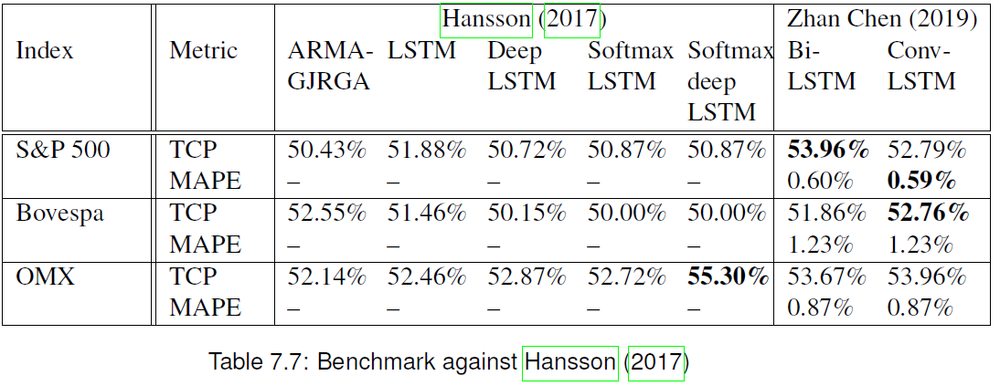 Hansson (2017) Zhan Chen (2019)
Index Metric ARMA- LSTM Deep Softmax Softmax Bi- Conv-
GJRGA LSTM LSTM deep LSTM LSTM
LSTM
S&P 500 TCP 50.43% 51.88% 50.72% 50.87% 50.87% 53.96% 52.79%
MAPE – – – – – 0.60% 0.59%
Bovespa TCP 52.55% 51.46% 50.15% 50.00% 50.00% 51.86% 52.76%
MAPE – – – – – 1.23% 1.23%
OMX TCP 52.14% 52.46% 52.87% 52.72% 55.30% 53.67% 53.96%
MAPE – – – – – 0.87% 0.87%
Table 7.7: Benchmark against Hansson (2017)